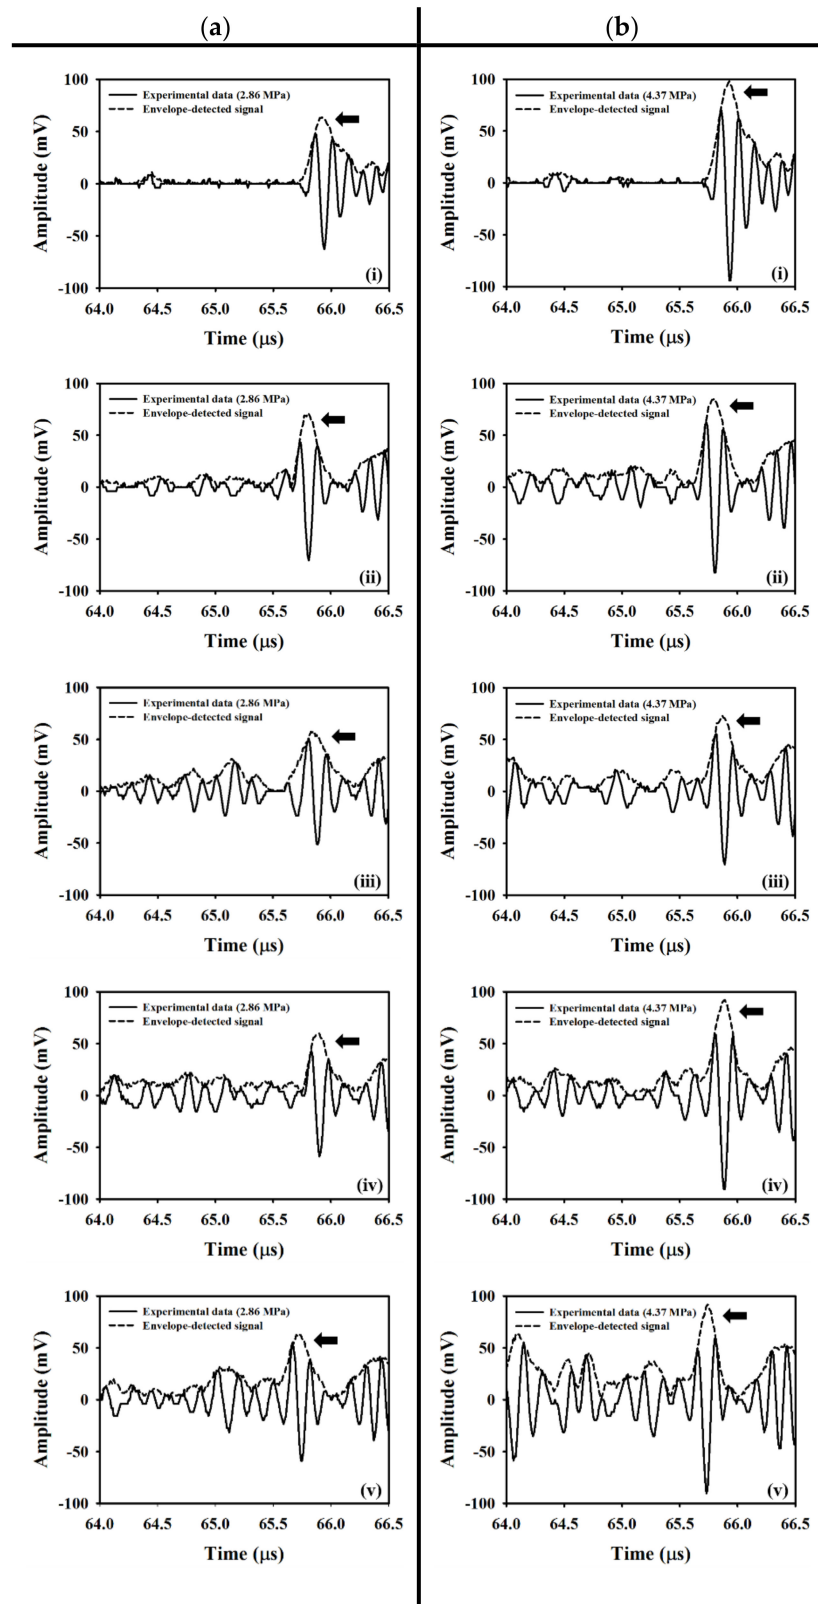 (a)
(b)
Experimental data (2.86 MPa)
Envelope-detected signal
Amplitude (mV)
100
50
0
-50
-100
(i)
64.0 64.5 65.0 65.5 66.0 66.5
Time (μs)
Experimental data (4.37 MPa)
Envelope-detected signal
Amplitude (mV)
100
50
0
-50
-100
(i)
64.0 64.5 65.0 65.5 66.0 66.5
Time (μs)
Experimental data (2.86 MPa)
Envelope-detected signal
Amplitude (mV)
100
50
0
-50
-100
(ii)
64.0 64.5 65.0 65.5 66.0 66.5
Time (μs)
Experimental data (4.37 MPa)
Envelope-detected signal
Amplitude (mV)
100
50
0
-50
-100
(ii)
64.0 64.5 65.0 65.5 66.0 66.5
Time (μs)
Experimental data (2.86 MPa)
Envelope-detected signal
Amplitude (mV)
100
50
0
-50
-100
(iii)
64.0 64.5 65.0 65.5 66.0 66.5
Time (μs)
Experimental data (4.37 MPa)
Envelope-detected signal
Amplitude (mV)
100
50
0
-50
-100
(iii)
64.0 64.5 65.0 65.5 66.0 66.5
Time (μs)
Experimental data (2.86 MPa)
Envelope-detected signal
Amplitude (mV)
100
50
0
-50
-100
(iv)
64.0 64.5 65.0 65.5 66.0 66.5
Time (μs)
Experimental data (4.37 MPa)
Envelope-detected signal
Amplitude (mV)
100
50
0
-50
-100
(iv)
64.0 64.5 65.0 65.5 66.0 66.5
Time (μs)
Experimental data (2.86 MPa)
Envelope-detected signal
Amplitude (mV)
100
50
0
-50
-100
(v)
64.0 64.5 65.0 65.5 66.0 66.5
Time (μs)
Experimental data (4.37 MPa)
Envelope-detected signal
Amplitude (mV)
100
50
0
-50
-100
(v)
64.0 64.5 65.0 65.5 66.0 66.5
Time (μs)